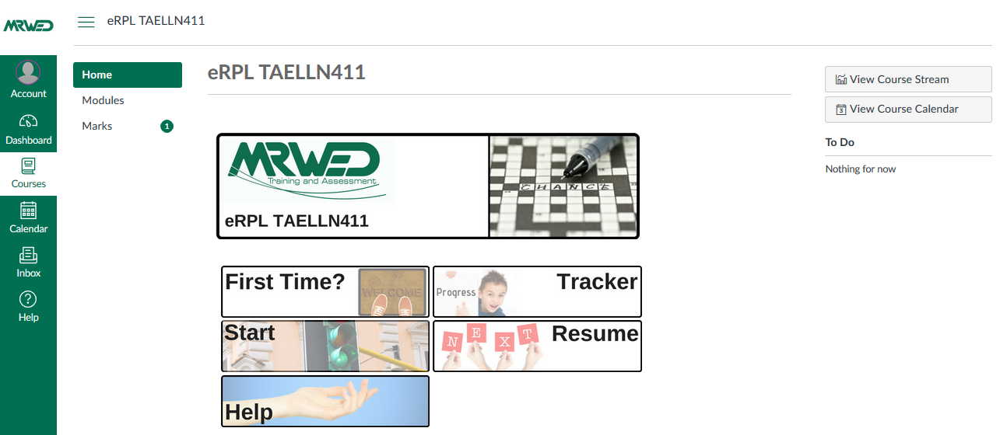 MRWED
eRPL TAELLN411
Account
Dashboard
Courses
Calendar
Inbox
Help
Home
Modules
Marks 1
eRPL TAELLN411
MRWED
Training and Assessment
eRPL TAELLN411
CHANCE
First Time?
WELCOME
Progress
Tracker
Start
NEXT
Resume
Help
View Course Stream
3 View Course Calendar
To Do
Nothing for now